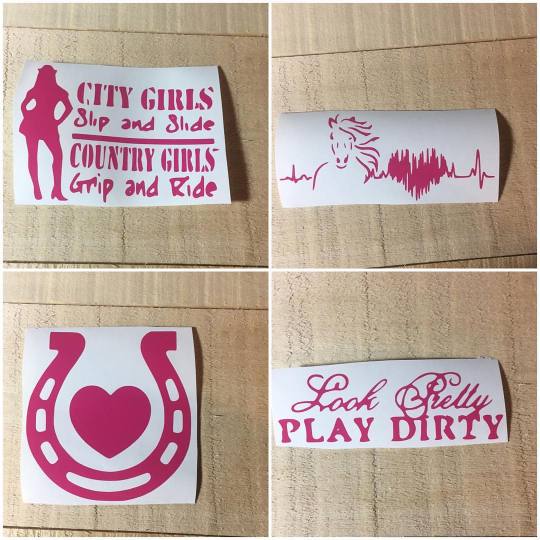 CITY GIRLS
Slip and Slide
COUNTRY GIRLS
Grip and Ride
Look Pretty
PLAY DIRTY